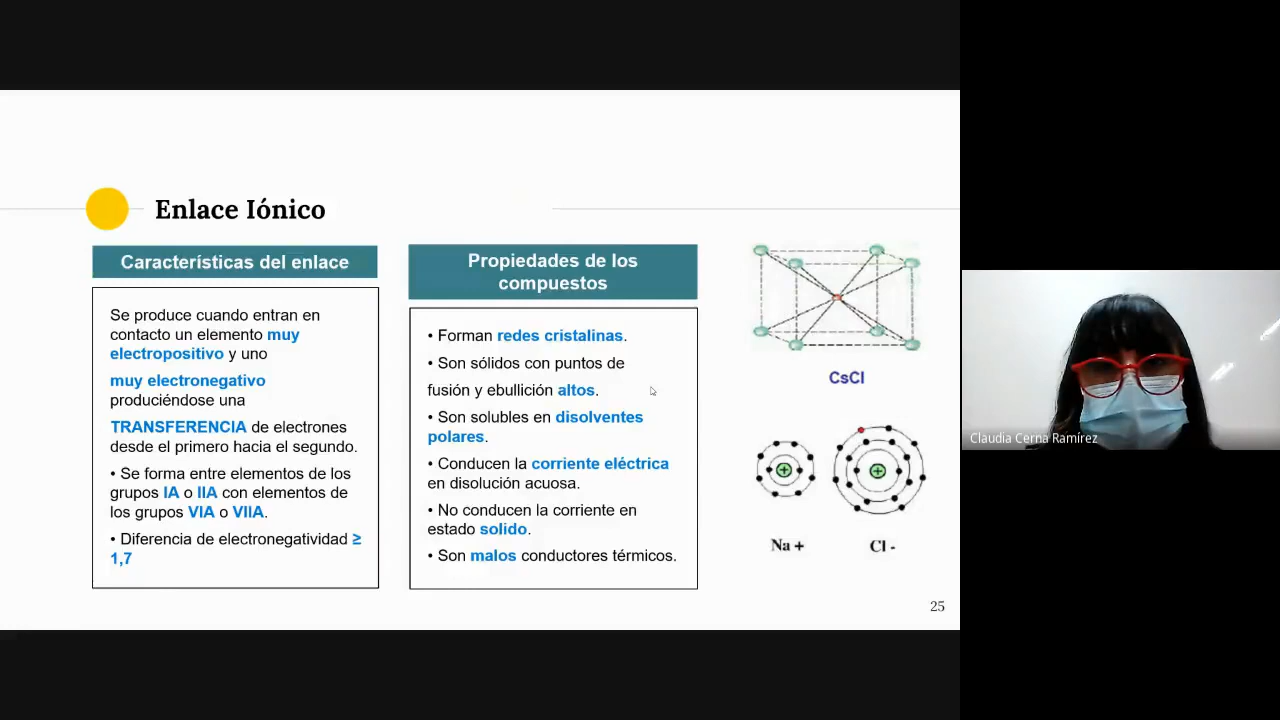 Enlace Iónico
Características del enlace
Se produce cuando entran en
contacto un elemento muy
electropositivo y uno
muy electronegativo
produciéndose una
TRANSFERENCIA de electrones
desde el primero hacia el segundo.
• Se forma entre elementos de los
grupos IA o IIA con elementos de
los grupos VIA o VIIA.
• Diferencia de electronegatividad ≥
1,7
Propiedades de los
compuestos
• Forman redes cristalinas.
• Son sólidos con puntos de
fusión y ebullición altos.
• Son solubles en disolventes
polares.
• Conducen la corriente eléctrica
en disolución acuosa.
• No conducen la corriente en
estado solido.
• Son malos conductores térmicos.
CsCl
+
+
Na +
Cl -
25
Claudia Cerna Ramírez